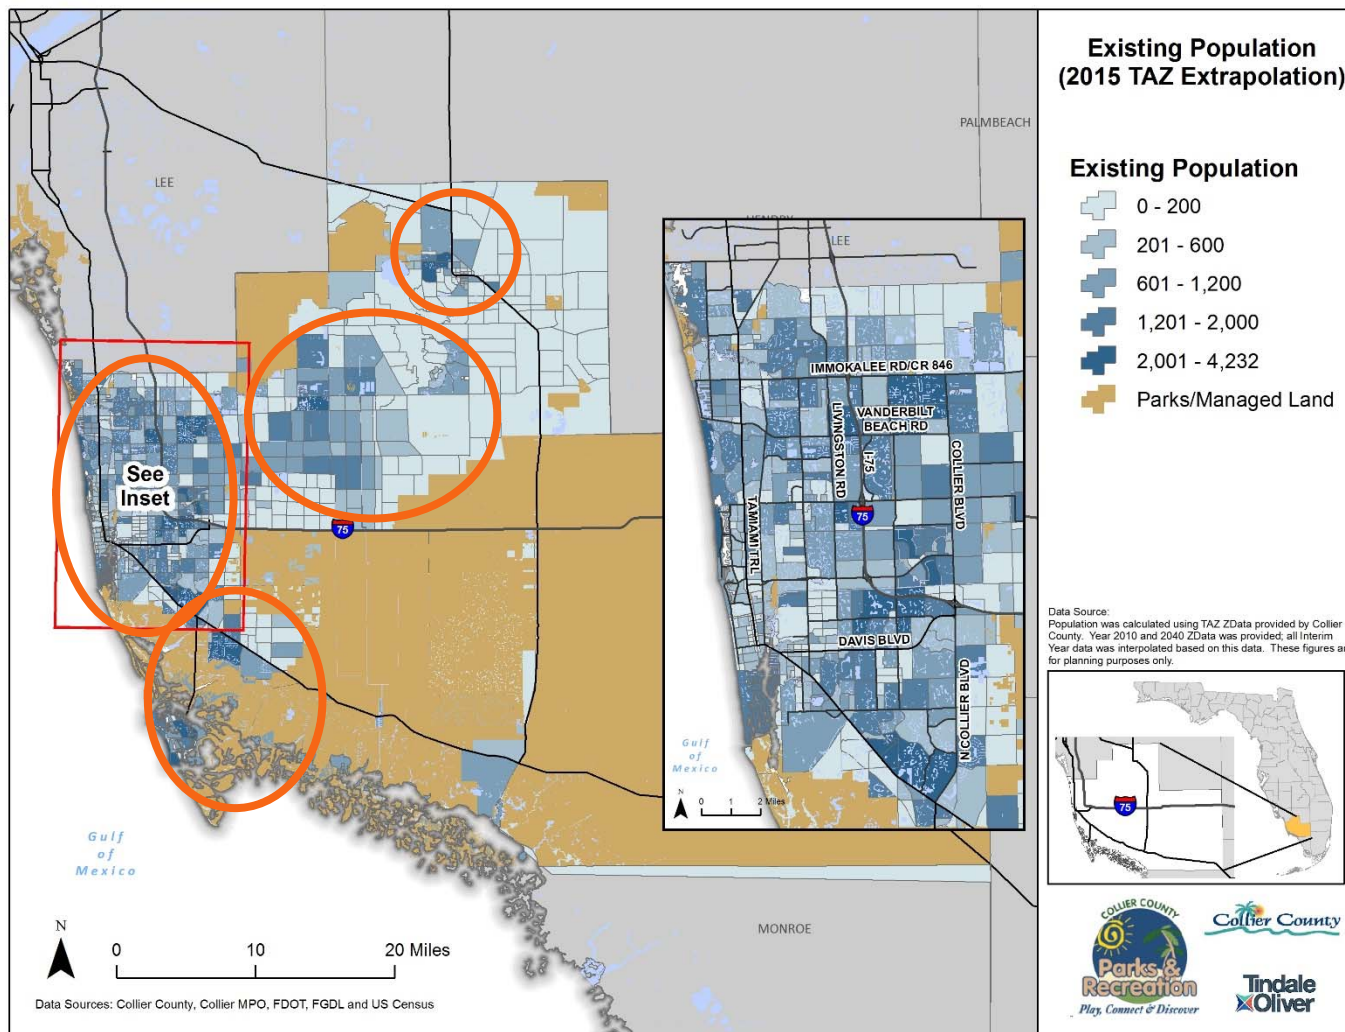 Existing Population
(2015 TAZ Extrapolation)
Existing Population
0 - 200
201 - 600
601 - 1,200
1,201 - 2,000
2,001 - 4,232
Parks/Managed Land
PALMBEACH
LEE
HENDRY
LEE
IMMOKALEE RD/CR 846
VANDERBILT
BEACH RD
LIVINGSTON RD
I-75
COLLIER BLVD
TAMIAMI TRL
75
DAVIS BLVD
N COLLIER BLVD
Gulf
of
Mexico
N
0 1 2 Miles
See
Inset
75
Gulf
of
Mexico
MONROE
N
0 10 20 Miles
Data Sources: Collier County, Collier MPO, FDOT, FGDL and US Census
Data Source:
Population was calculated using TAZ ZData provided by Collier
County. Year 2010 and 2040 ZData was provided; all Interim
Year data was interpolated based on this data. These figures a
for planning purposes only.
75
COLLIER COUNTY
Parks &
Recreation
Play, Connect & Discover
Collier County
Tindale
Oliver